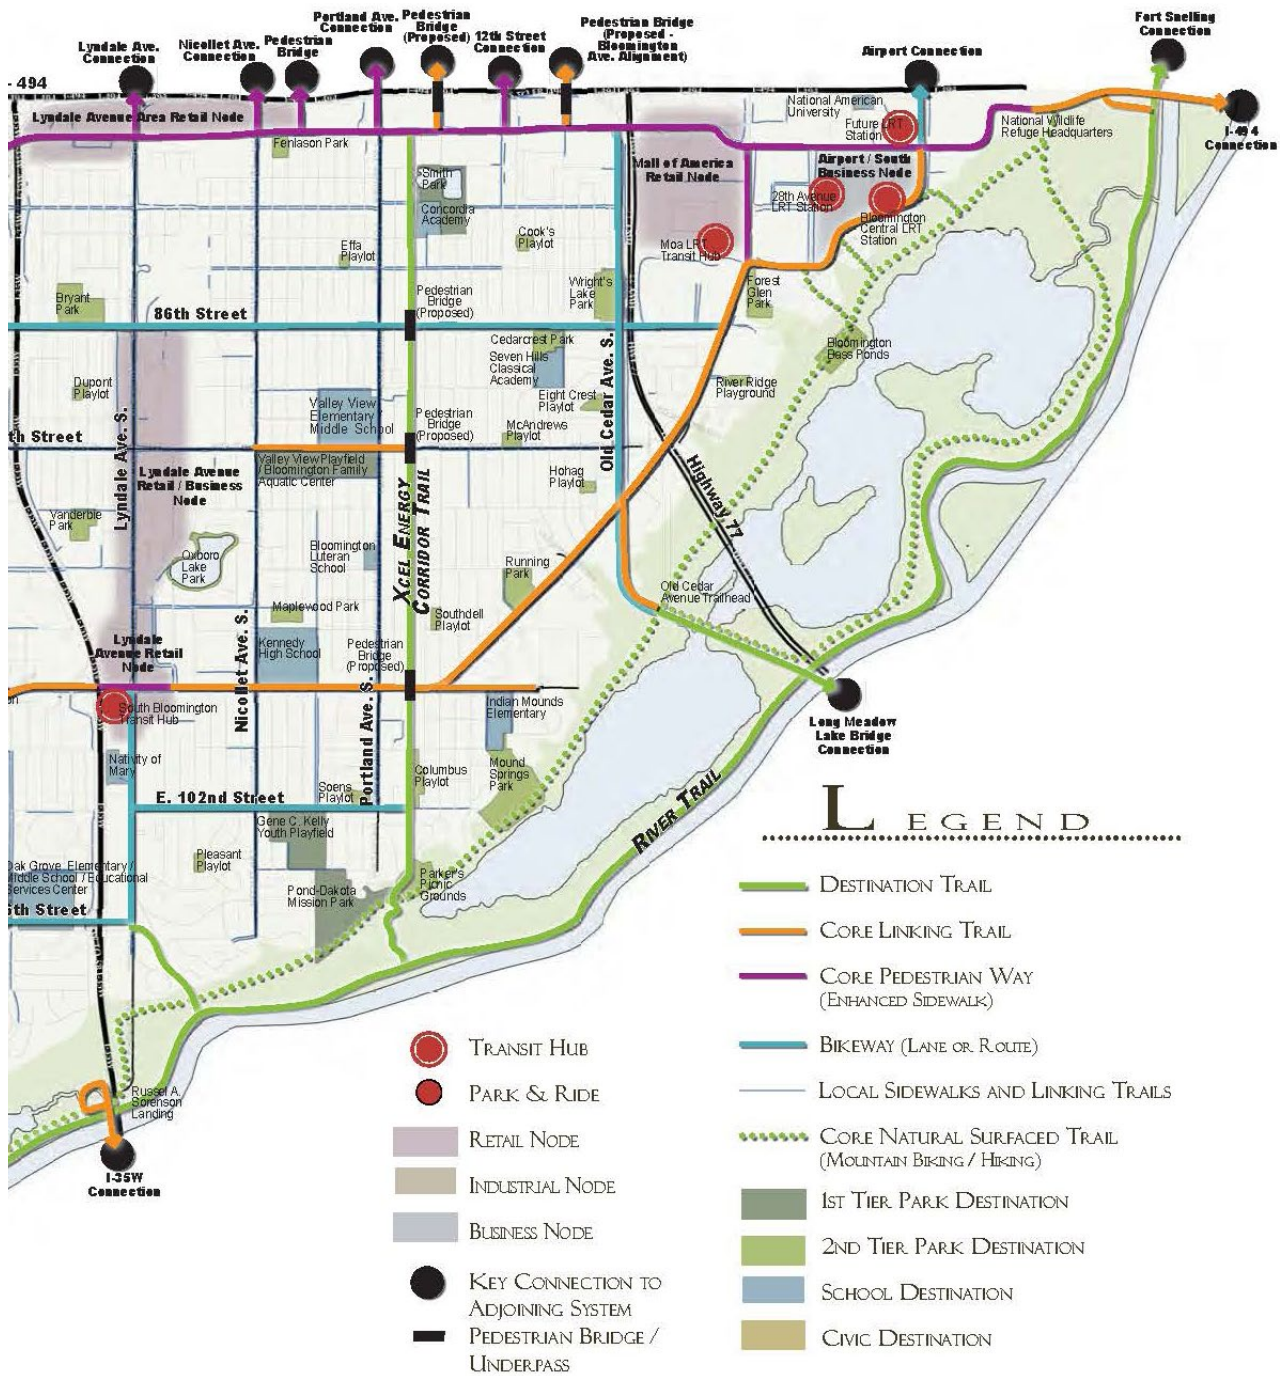 Fort Snelling
Connection
Portland Ave.
Connection
Pedestrian
Bridge
(Proposed)
Pedestrian Bridge
(Proposed -
Bloomington
Ave. Alignment)
12th Street
Connection
Lyndale Ave.
Connection
Nicollet Ave.
Connection
Pedestrian
Bridge
Airport Connection
- 494
I-494
Connection
Lyndale Avenue Area Retail Node
Fenlason Park
National American
University
Future LRT
Station
National Wildlife
Refuge Headquarters
Mall of America
Retail Node
Airport / South
Business Node
Smith
Park
Concordia
Academy
28th Avenue
LRT Station
Bloomington
Central LRT
Station
Cook's
Playlot
Effa
Playlot
Moa LRT
Transit Hub
Wright's
Lake
Park
Forest
Glen
Park
Bryant
Park
Pedestrian
Bridge
(Proposed)
86th Street
Cedarcrest Park
Seven Hills
Classical
Academy
Bloomington
Bass Ponds
Old Cedar Ave. S.
Dupont
Playlot
River Ridge
Playground
Eight Crest
Playlot
Valley View
Elementary
Middle School
Pedestrian
Bridge
(Proposed)
McAndrews
Playlot
th Street
Lyndale Ave. S.
Lyndale Avenue
Retail / Business
Node
Valley View Playfield
/ Bloomington Family
Aquatic Center
Hohag
Playlot
Highway 77
Xcel Energy
Corridor Trail
Vanderbie
Park
Oxboro
Lake
Park
Bloomington
Luteran
School
Running
Park
Old Cedar
Avenue Trailhead
Maplewood Park
Southdell
Playlot
Nicollet Ave. S.
Lyndale
Avenue Retail
Node
Kennedy
High School
Pedestrian
Bridge
(Proposed)
Portland Ave. S.
South Bloomington
Transit Hub
Indian Mounds
Elementary
Long Meadow
Lake Bridge
Connection
Nativity of
Mary
Columbus
Playlot
Mound
Springs
Park
Soens
Playlot
E. 102nd Street
River Trail
Gene C. Kelly
Youth Playfield
Pleasant
Playlot
Oak Grove Elementary /
Middle School / Educational
Services Center
Pond-Dakota
Mission Park
Parker's
Picnic
Grounds
6th Street
Russel A.
Sorenson
Landing
I-35W
Connection
Legend
Destination Trail
Core Linking Trail
Core Pedestrian Way
(Enhanced Sidewalk)
Bikeway (Lane or Route)
Local Sidewalks and Linking Trails
Core Natural Surfaced Trail
(Mountain Biking / Hiking)
1st Tier Park Destination
2nd Tier Park Destination
School Destination
Civic Destination
Transit Hub
Park & Ride
Retail Node
Industrial Node
Business Node
Key Connection to
Adjoining System
Pedestrian Bridge /
Underpass